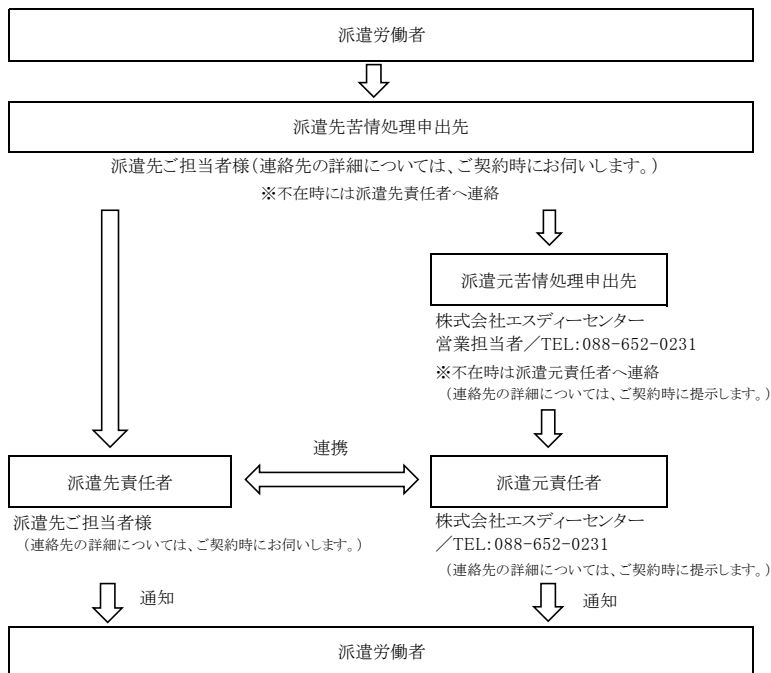 派遣労働者
派遣先苦情処理申出先
派遣先ご担当者様（連絡先の詳細については、ご契約時にお伺いします。）
※不在時には派遣先責任者へ連絡
派遣元苦情処理申出先
株式会社エスディーセンター
営業担当者／TEL:088-652-0231
※不在時は派遣元責任者へ連絡
（連絡先の詳細については、ご契約時に提示します。）
連携
派遣先責任者
派遣先ご担当者様
（連絡先の詳細については、ご契約時にお伺いします。）
派遣元責任者
株式会社エスディーセンター
／TEL:088-652-0231
（連絡先の詳細については、ご契約時に提示します。）
通知
通知
派遣労働者